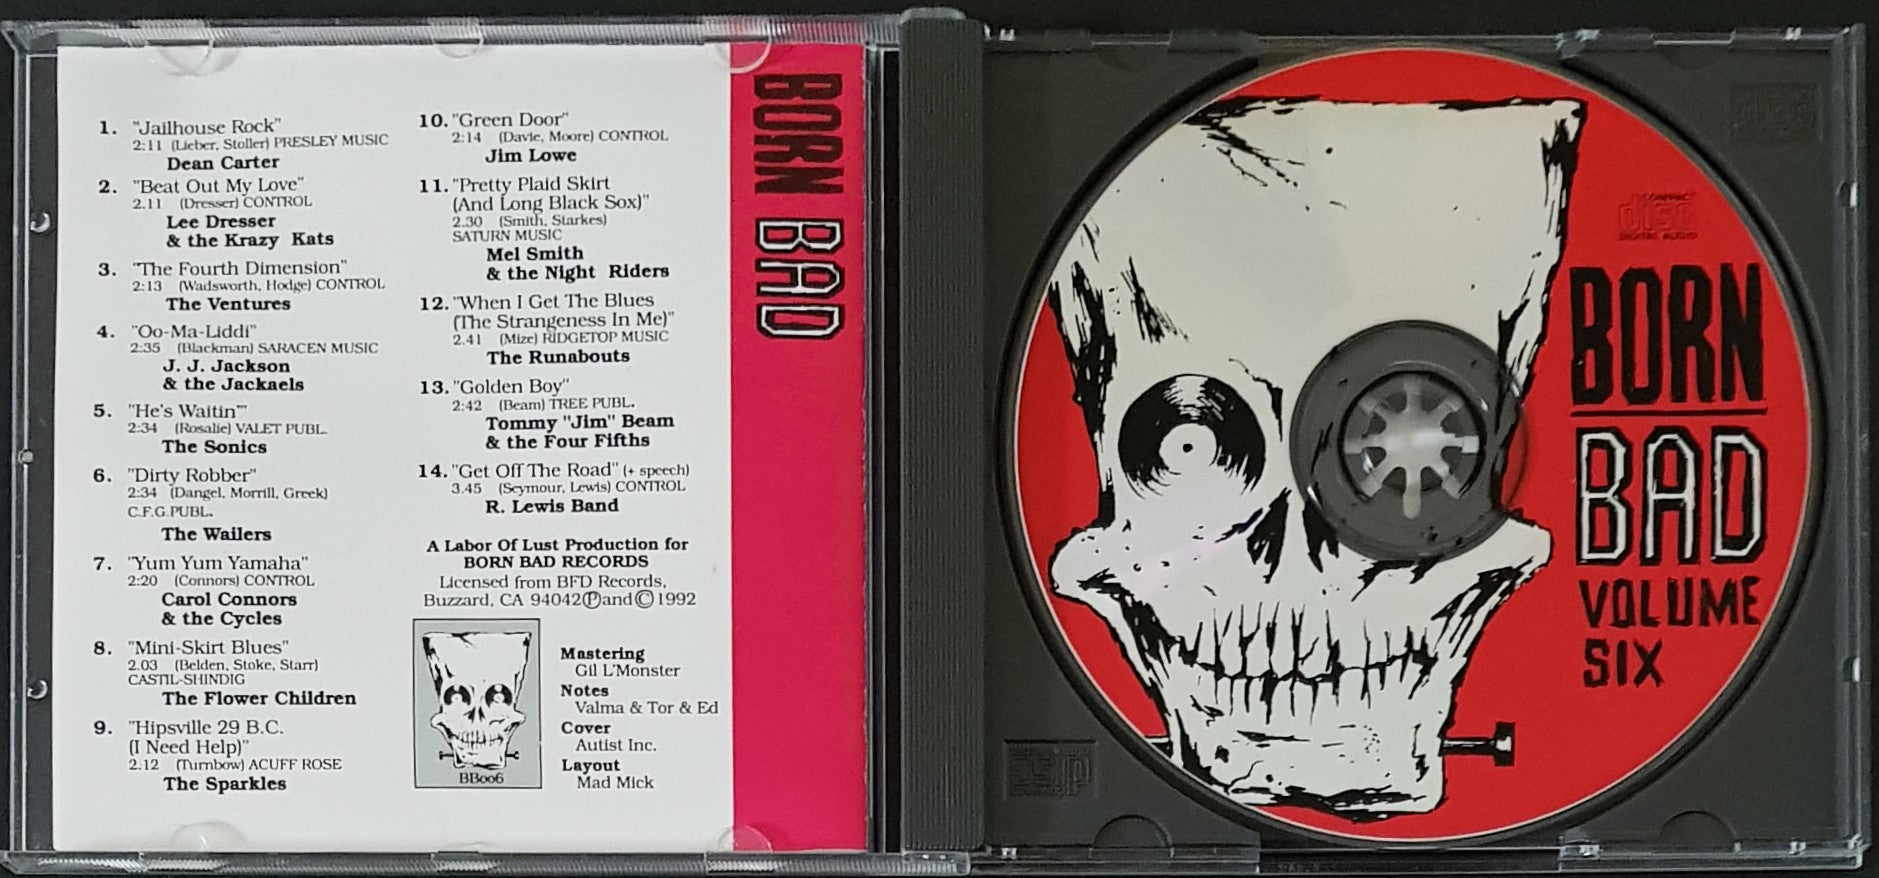 1. "Jailhouse Rock"
2:11 (Lieber, Stoller) PRESLEY MUSIC
Dean Carter
2. "Beat Out My Love"
2.11 (Dresser) CONTROL
Lee Dresser
& the Krazy Kats
3. "The Fourth Dimension"
2:13 (Wadsworth, Hodge) CONTROL
The Ventures
4. "Oo-Ma-Liddi"
2:35 (Blackman) SARACEN MUSIC
J. J. Jackson
& the Jackaels
5. "He's Waitin'"
2:34 (Rosalie) VALET PUBL.
The Sonics
6. "Dirty Robber"
2:34 (Dangel, Morrill, Greek)
C.F.G.PUBL.
The Wailers
7. "Yum Yum Yamaha"
2:20 (Connors) CONTROL
Carol Connors
& the Cycles
8. "Mini-Skirt Blues"
2.03 (Belden, Stoke, Starr)
CASTIL-SHINDIG
The Flower Children
9. "Hipsville 29 B.C.
(I Need Help)"
2.12 (Turnbow) ACUFF ROSE
The Sparkles
10. "Green Door"
2:14 (Davie, Moore) CONTROL
Jim Lowe
11. "Pretty Plaid Skirt
(And Long Black Sox)"
2.30 (Smith, Starkes)
SATURN MUSIC
Mel Smith
& the Night Riders
12. "When I Get The Blues
(The Strangeness In Me)"
2.41 (Mize) RIDGETOP MUSIC
The Runabouts
13. "Golden Boy"
2:42 (Beam) TREE PUBL.
Tommy "Jim" Beam
& the Four Fifths
14. "Get Off The Road" (+ speech)
3.45 (Seymour, Lewis) CONTROL
R. Lewis Band
A Labor Of Lust Production for
BORN BAD RECORDS
Licensed from BFD Records,
Buzzard, CA 94042 Ⓟ and © 1992
BB006
Mastering
Gil L'Monster
Notes
Valma & Tor & Ed
Cover
Autist Inc.
Layout
Mad Mick
BORN BAD
COMPACT
disc
DIGITAL AUDIO
BORN
BAD
VOLUME
SIX